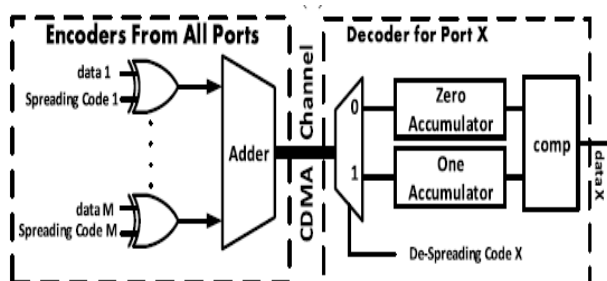 Encoders From All Ports
data 1
Spreading Code 1
data M
Spreading Code M
Adder
CDMA Channel
Decoder for Port X
0
1
Zero
Accumulator
One
Accumulator
comp
data X
De-Spreading Code X